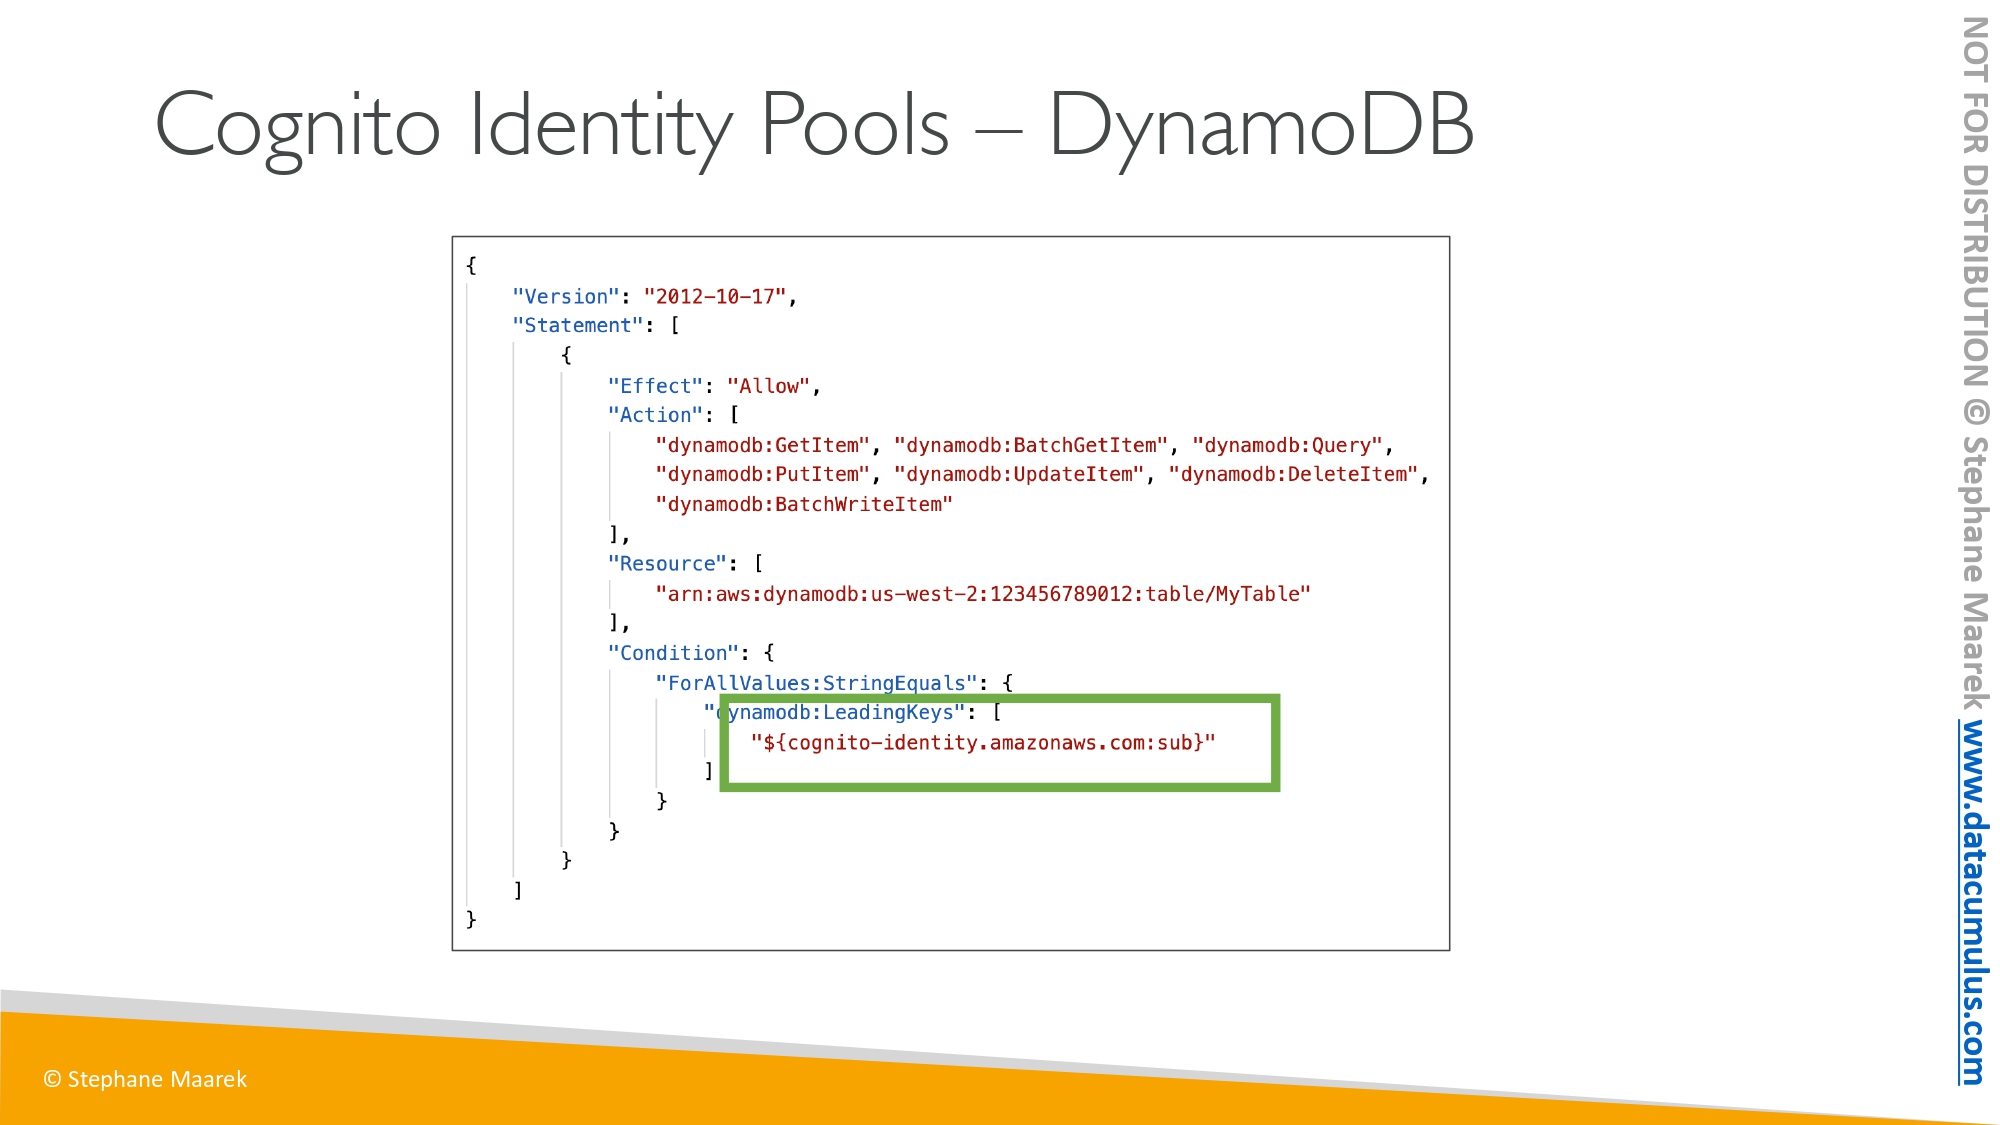 Cognito Identity Pools – DynamoDB
{
"Version": "2012-10-17",
"Statement": [
{
"Effect": "Allow",
"Action": [
"dynamodb:GetItem", "dynamodb:BatchGetItem", "dynamodb:Query",
"dynamodb:PutItem", "dynamodb:UpdateItem", "dynamodb:DeleteItem",
"dynamodb:BatchWriteItem"
],
"Resource": [
"arn:aws:dynamodb:us-west-2:123456789012:table/MyTable"
],
"Condition": {
"ForAllValues:StringEquals": {
"dynamodb:LeadingKeys": [
"${cognito-identity.amazonaws.com:sub}"
]
}
}
}
]
}
© Stephane Maarek
NOT FOR DISTRIBUTION © Stephane Maarek www.datacumulus.com